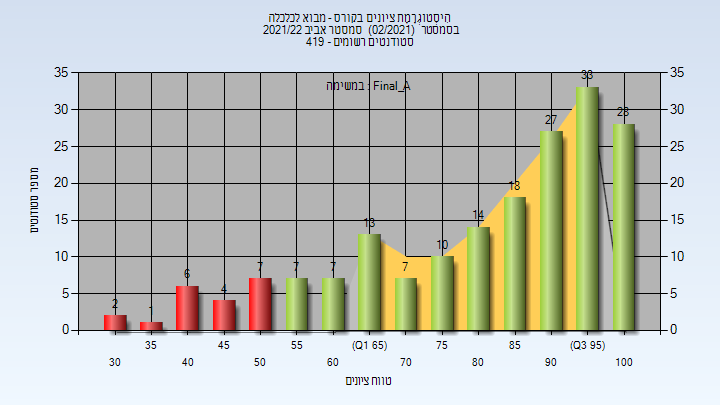 היסטוגרמת ציונים בקורס - מבוא לכלכלה
בסמסטר (02/2021) סמסטר אביב 2021/22
סטודנטים רשומים - 419
במשימה : Final_A
35 30 25 20 15 10 5 0
מספר סטודנטים
2 1 6 4 7 7 7 13 7 10 14 18 27 33 28
35 30 25 20 15 10 5 0
35 45 55 (Q1 65) 75 85 (Q3 95)
30 40 50 60 70 80 90 100
טווח ציונים